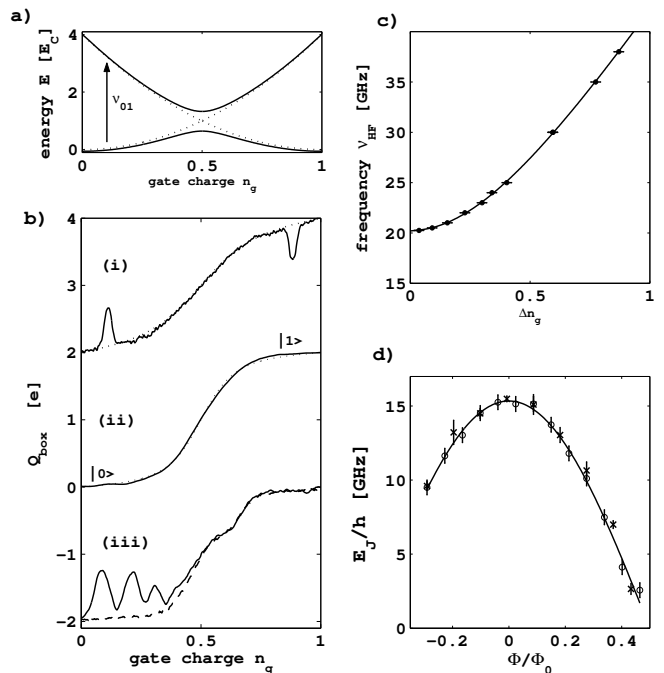 a)
energy E [E_C]
4
2
0
ν_01
0
0.5
1
gate charge n_g
b)
Q_box [e]
4
3
2
1
0
−1
−2
(i)
|1>
(ii)
|0>
(iii)
0
0.5
1
gate charge n_g
c)
frequency ν_HF [GHz]
35
30
25
20
15
0
0.5
1
Δn_g
d)
E_J/h [GHz]
15
10
5
0
−0.2
0
0.2
0.4
Φ/Φ_0